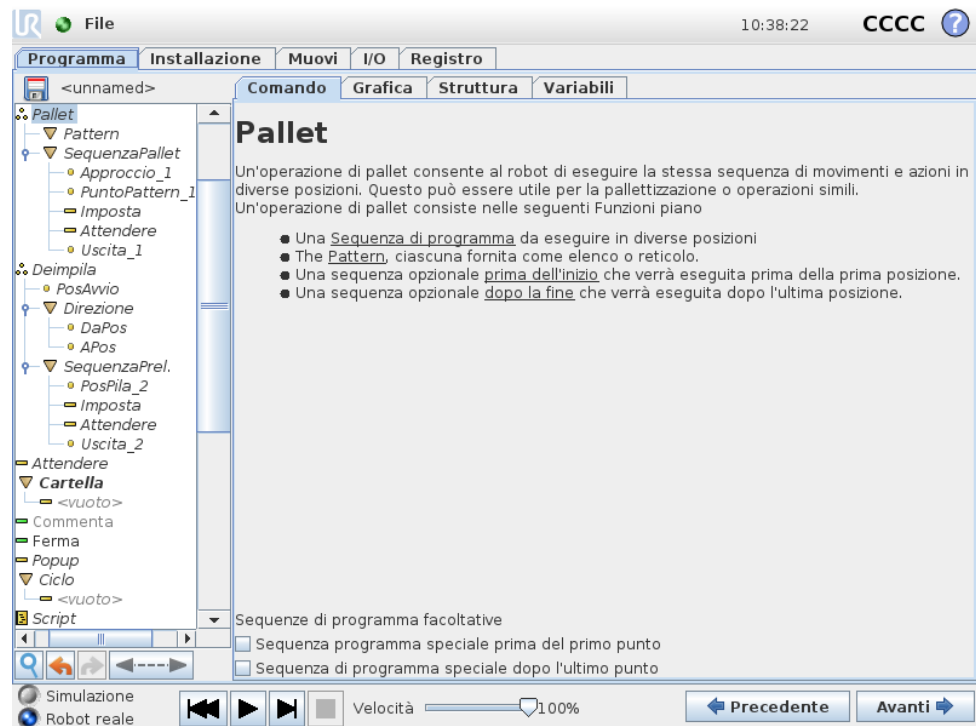 UR File 10:38:22 CCCC ?
Programma Installazione Muovi I/O Registro
<unnamed>
Comando Grafica Struttura Variabili
Pallet
Pattern
SequenzaPallet
Approccio_1
PuntoPattern_1
Imposta
Attendere
Uscita_1
Deimpila
PosAvvio
Direzione
DaPos
APos
SequenzaPrel.
PosPila_2
Imposta
Attendere
Uscita_2
Attendere
Cartella
<vuoto>
Commenta
Ferma
Popup
Ciclo
<vuoto>
Script
Pallet
Un'operazione di pallet consente al robot di eseguire la stessa sequenza di movimenti e azioni in
diverse posizioni. Questo può essere utile per la pallettizzazione o operazioni simili.
Un'operazione di pallet consiste nelle seguenti Funzioni piano
Una Sequenza di programma da eseguire in diverse posizioni
The Pattern, ciascuna fornita come elenco o reticolo.
Una sequenza opzionale prima dell'inizio che verrà eseguita prima della prima posizione.
Una sequenza opzionale dopo la fine che verrà eseguita dopo l'ultima posizione.
Sequenze di programma facoltative
Sequenza programma speciale prima del primo punto
Sequenza di programma speciale dopo l'ultimo punto
Simulazione
Robot reale
Velocità 100%
Precedente Avanti